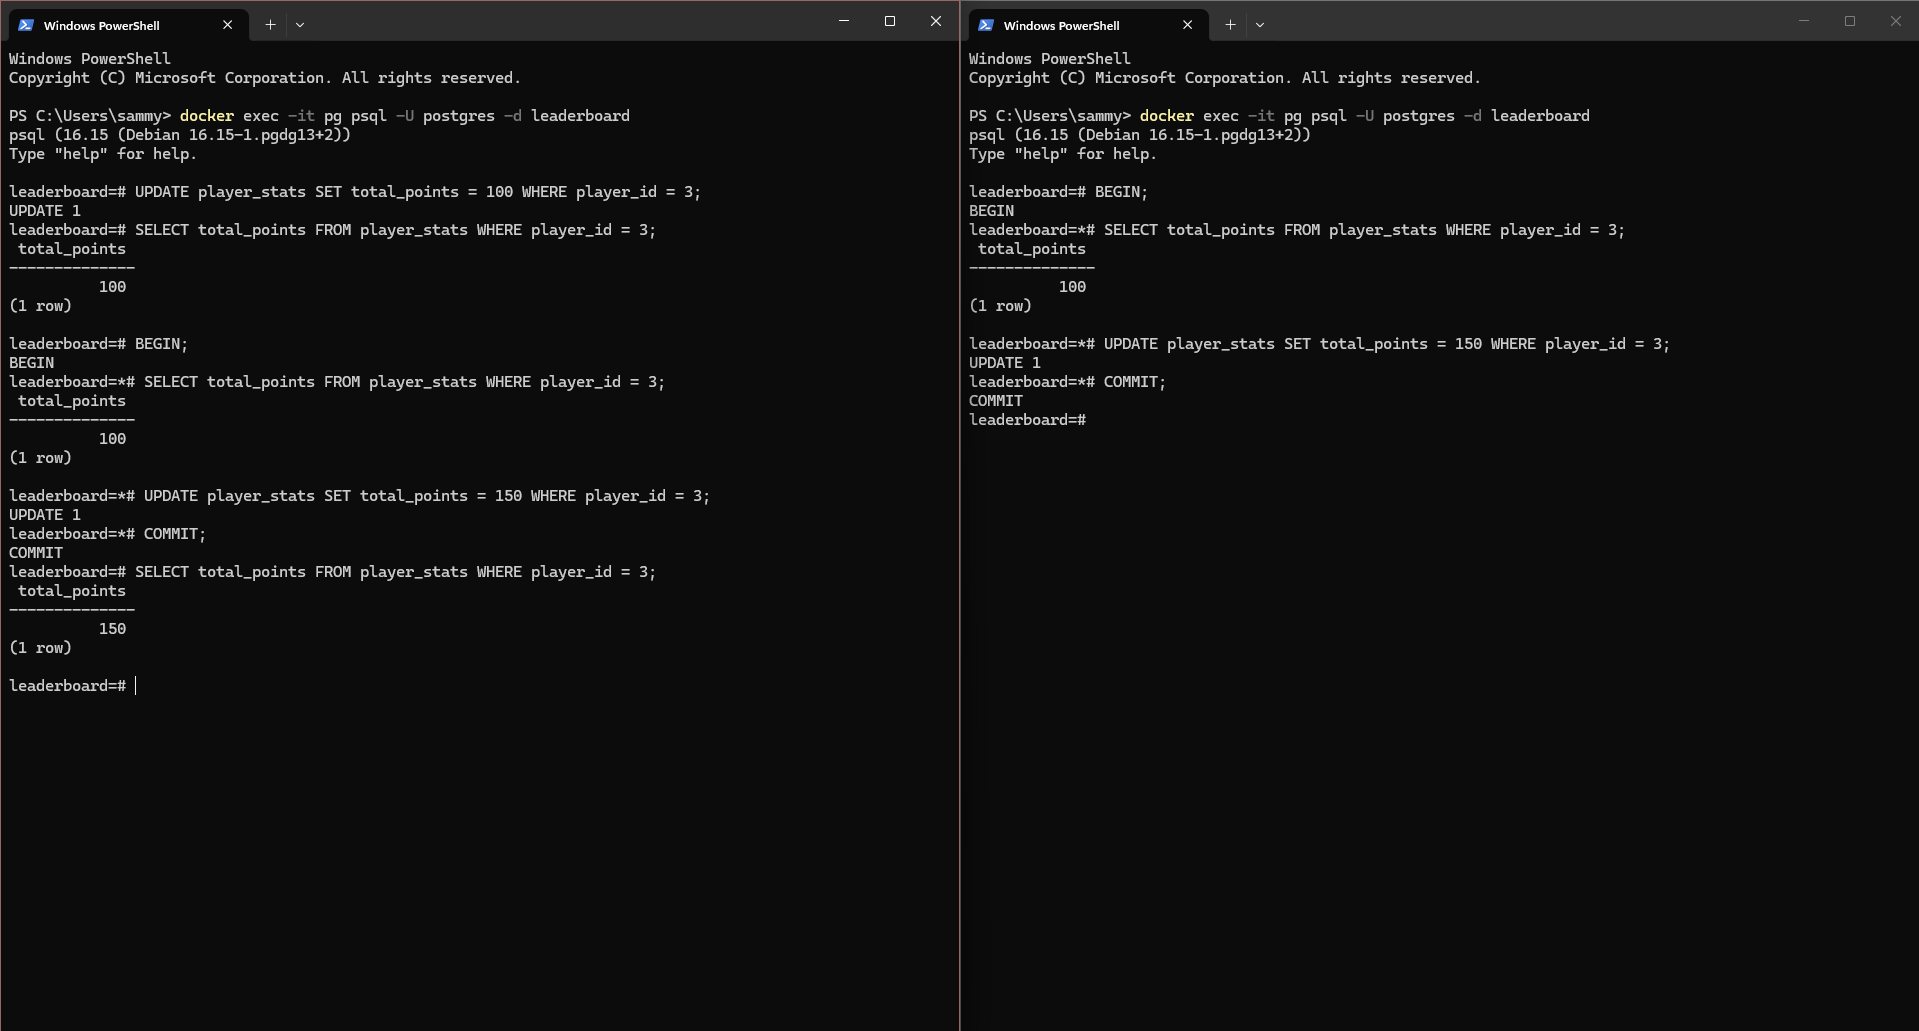 Windows PowerShell
Windows PowerShell
Copyright (C) Microsoft Corporation. All rights reserved.
PS C:\Users\sammy> docker exec -it pg psql -U postgres -d leaderboard
psql (16.15 (Debian 16.15-1.pgdg13+2))
Type "help" for help.
leaderboard=# UPDATE player_stats SET total_points = 100 WHERE player_id = 3;
UPDATE 1
leaderboard=# SELECT total_points FROM player_stats WHERE player_id = 3;
 total_points
--------------
          100
(1 row)
leaderboard=# BEGIN;
BEGIN
leaderboard=*# SELECT total_points FROM player_stats WHERE player_id = 3;
 total_points
--------------
          100
(1 row)
leaderboard=*# UPDATE player_stats SET total_points = 150 WHERE player_id = 3;
UPDATE 1
leaderboard=*# COMMIT;
COMMIT
leaderboard=# SELECT total_points FROM player_stats WHERE player_id = 3;
 total_points
--------------
          150
(1 row)
leaderboard=#
Windows PowerShell
Windows PowerShell
Copyright (C) Microsoft Corporation. All rights reserved.
PS C:\Users\sammy> docker exec -it pg psql -U postgres -d leaderboard
psql (16.15 (Debian 16.15-1.pgdg13+2))
Type "help" for help.
leaderboard=# BEGIN;
BEGIN
leaderboard=*# SELECT total_points FROM player_stats WHERE player_id = 3;
 total_points
--------------
          100
(1 row)
leaderboard=*# UPDATE player_stats SET total_points = 150 WHERE player_id = 3;
UPDATE 1
leaderboard=*# COMMIT;
COMMIT
leaderboard=#